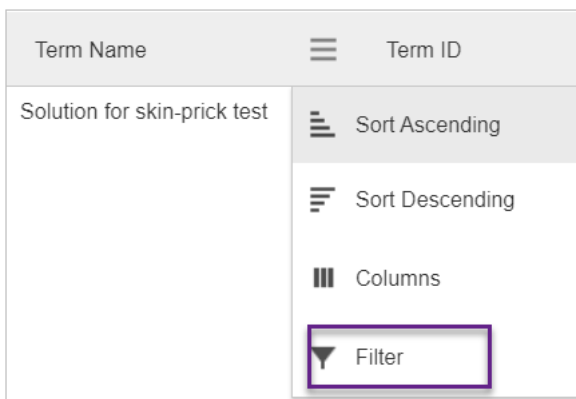 Term Name
Term ID
Solution for skin-prick test
Sort Ascending
Sort Descending
Columns
Filter